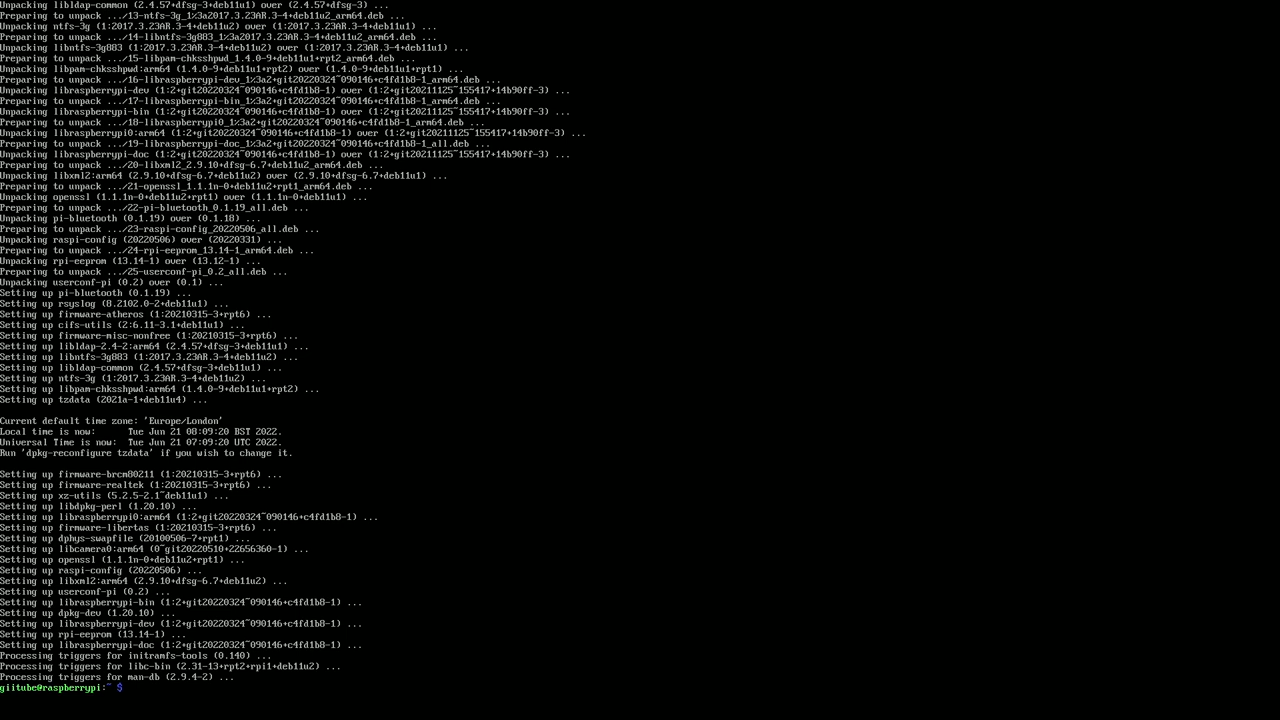 Unpacking libldap-common (2.4.57+dfsg-3+deb11u1) over (2.4.57+dfsg-3) ...
Preparing to unpack .../13-ntfs-3g_1%3a2017.3.23AR.3-4+deb11u2_arm64.deb ...
Unpacking ntfs-3g (1:2017.3.23AR.3-4+deb11u2) over (1:2017.3.23AR.3-4+deb11u1) ...
Preparing to unpack .../14-libntfs-3g883_1%3a2017.3.23AR.3-4+deb11u2_arm64.deb ...
Unpacking libntfs-3g883 (1:2017.3.23AR.3-4+deb11u2) over (1:2017.3.23AR.3-4+deb11u1) ...
Preparing to unpack .../15-libpam-chksshpwd_1.4.0-9+deb11u1+rpt2_arm64.deb ...
Unpacking libpam-chksshpwd:arm64 (1.4.0-9+deb11u1+rpt2) over (1.4.0-9+deb11u1+rpt1) ...
Preparing to unpack .../16-libraspberrypi-dev_1%3a2+git20220324~090146+c4fd1b8-1_arm64.deb ...
Unpacking libraspberrypi-dev (1:2+git20220324~090146+c4fd1b8-1) over (1:2+git20211125~155417+14b90ff-3) ...
Preparing to unpack .../17-libraspberrypi-bin_1%3a2+git20220324~090146+c4fd1b8-1_arm64.deb ...
Unpacking libraspberrypi-bin (1:2+git20220324~090146+c4fd1b8-1) over (1:2+git20211125~155417+14b90ff-3) ...
Preparing to unpack .../18-libraspberrypi0_1%3a2+git20220324~090146+c4fd1b8-1_arm64.deb ...
Unpacking libraspberrypi0:arm64 (1:2+git20220324~090146+c4fd1b8-1) over (1:2+git20211125~155417+14b90ff-3) ...
Preparing to unpack .../19-libraspberrypi-doc_1%3a2+git20220324~090146+c4fd1b8-1_all.deb ...
Unpacking libraspberrypi-doc (1:2+git20220324~090146+c4fd1b8-1) over (1:2+git20211125~155417+14b90ff-3) ...
Preparing to unpack .../20-libxml2_2.9.10+dfsg-6.7+deb11u2_arm64.deb ...
Unpacking libxml2:arm64 (2.9.10+dfsg-6.7+deb11u2) over (2.9.10+dfsg-6.7+deb11u1) ...
Preparing to unpack .../21-openssl_1.1.1n-0+deb11u2+rpt1_arm64.deb ...
Unpacking openssl (1.1.1n-0+deb11u2+rpt1) over (1.1.1n-0+deb11u1) ...
Preparing to unpack .../22-pi-bluetooth_0.1.19_all.deb ...
Unpacking pi-bluetooth (0.1.19) over (0.1.18) ...
Preparing to unpack .../23-raspi-config_20220506_all.deb ...
Unpacking raspi-config (20220506) over (20220331) ...
Preparing to unpack .../24-rpi-eeprom_13.14-1_arm64.deb ...
Unpacking rpi-eeprom (13.14-1) over (13.12-1) ...
Preparing to unpack .../25-userconf-pi_0.2_all.deb ...
Unpacking userconf-pi (0.2) over (0.1) ...
Setting up pi-bluetooth (0.1.19) ...
Setting up rsyslog (8.2102.0-2+deb11u1) ...
Setting up firmware-atheros (1:20210315-3+rpt6) ...
Setting up cifs-utils (2:6.11-3.1+deb11u1) ...
Setting up firmware-misc-nonfree (1:20210315-3+rpt6) ...
Setting up libldap-2.4-2:arm64 (2.4.57+dfsg-3+deb11u1) ...
Setting up libntfs-3g883 (1:2017.3.23AR.3-4+deb11u2) ...
Setting up libldap-common (2.4.57+dfsg-3+deb11u1) ...
Setting up ntfs-3g (1:2017.3.23AR.3-4+deb11u2) ...
Setting up libpam-chksshpwd:arm64 (1.4.0-9+deb11u1+rpt2) ...
Setting up tzdata (2021a-1+deb11u4) ...

Current default time zone: 'Europe/London'
Local time is now:      Tue Jun 21 08:09:20 BST 2022.
Universal Time is now:  Tue Jun 21 07:09:20 UTC 2022.
Run 'dpkg-reconfigure tzdata' if you wish to change it.

Setting up firmware-brcm80211 (1:20210315-3+rpt6) ...
Setting up firmware-realtek (1:20210315-3+rpt6) ...
Setting up xz-utils (5.2.5-2.1~deb11u1) ...
Setting up libdpkg-perl (1.20.10) ...
Setting up libraspberrypi0:arm64 (1:2+git20220324~090146+c4fd1b8-1) ...
Setting up firmware-libertas (1:20210315-3+rpt6) ...
Setting up dphys-swapfile (20100506-7+rpt1) ...
Setting up libcamera0:arm64 (0~git20220510+22656360-1) ...
Setting up openssl (1.1.1n-0+deb11u2+rpt1) ...
Setting up raspi-config (20220506) ...
Setting up libxml2:arm64 (2.9.10+dfsg-6.7+deb11u2) ...
Setting up userconf-pi (0.2) ...
Setting up libraspberrypi-bin (1:2+git20220324~090146+c4fd1b8-1) ...
Setting up dpkg-dev (1.20.10) ...
Setting up libraspberrypi-dev (1:2+git20220324~090146+c4fd1b8-1) ...
Setting up rpi-eeprom (13.14-1) ...
Setting up libraspberrypi-doc (1:2+git20220324~090146+c4fd1b8-1) ...
Processing triggers for initramfs-tools (0.140) ...
Processing triggers for libc-bin (2.31-13+rpt2+rpi1+deb11u2) ...
Processing triggers for man-db (2.9.4-2) ...
giitube@raspberrypi:~ $